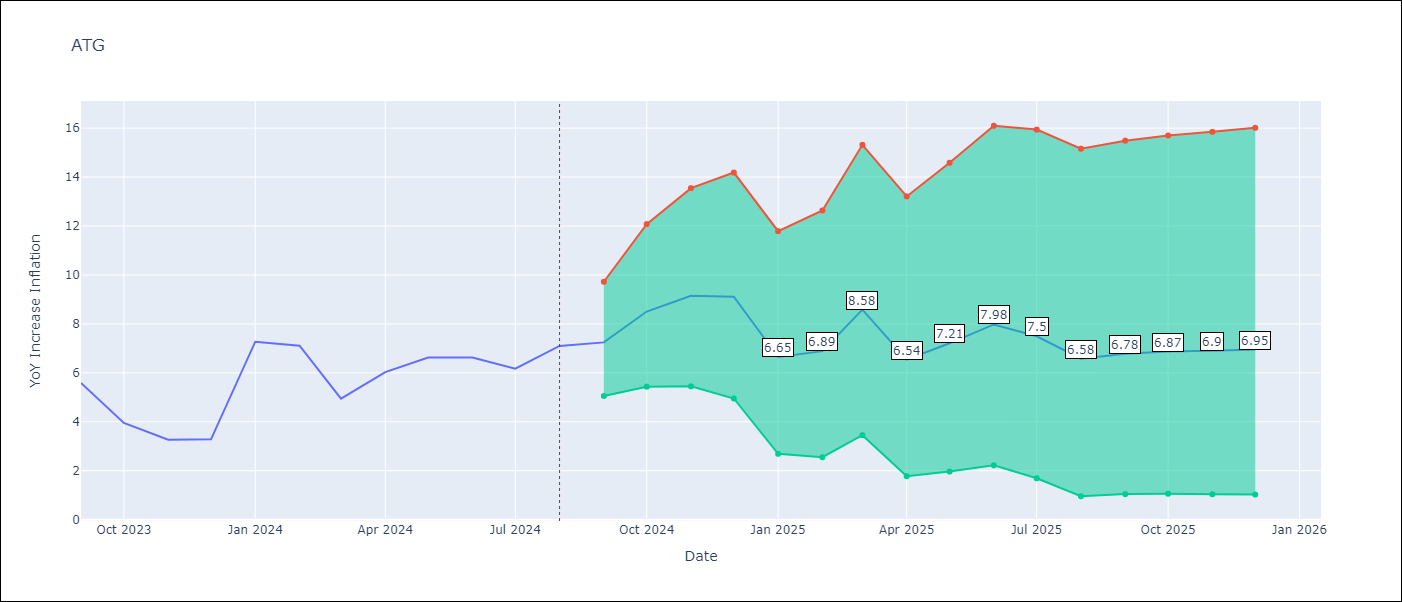 ATG
YoY Increase Inflation
16
14
12
10
8
6
4
2
0
6.65
6.89
8.58
6.54
7.21
7.98
7.5
6.58
6.78
6.87
6.9
6.95
Oct 2023
Jan 2024
Apr 2024
Jul 2024
Oct 2024
Jan 2025
Apr 2025
Jul 2025
Oct 2025
Jan 2026
Date